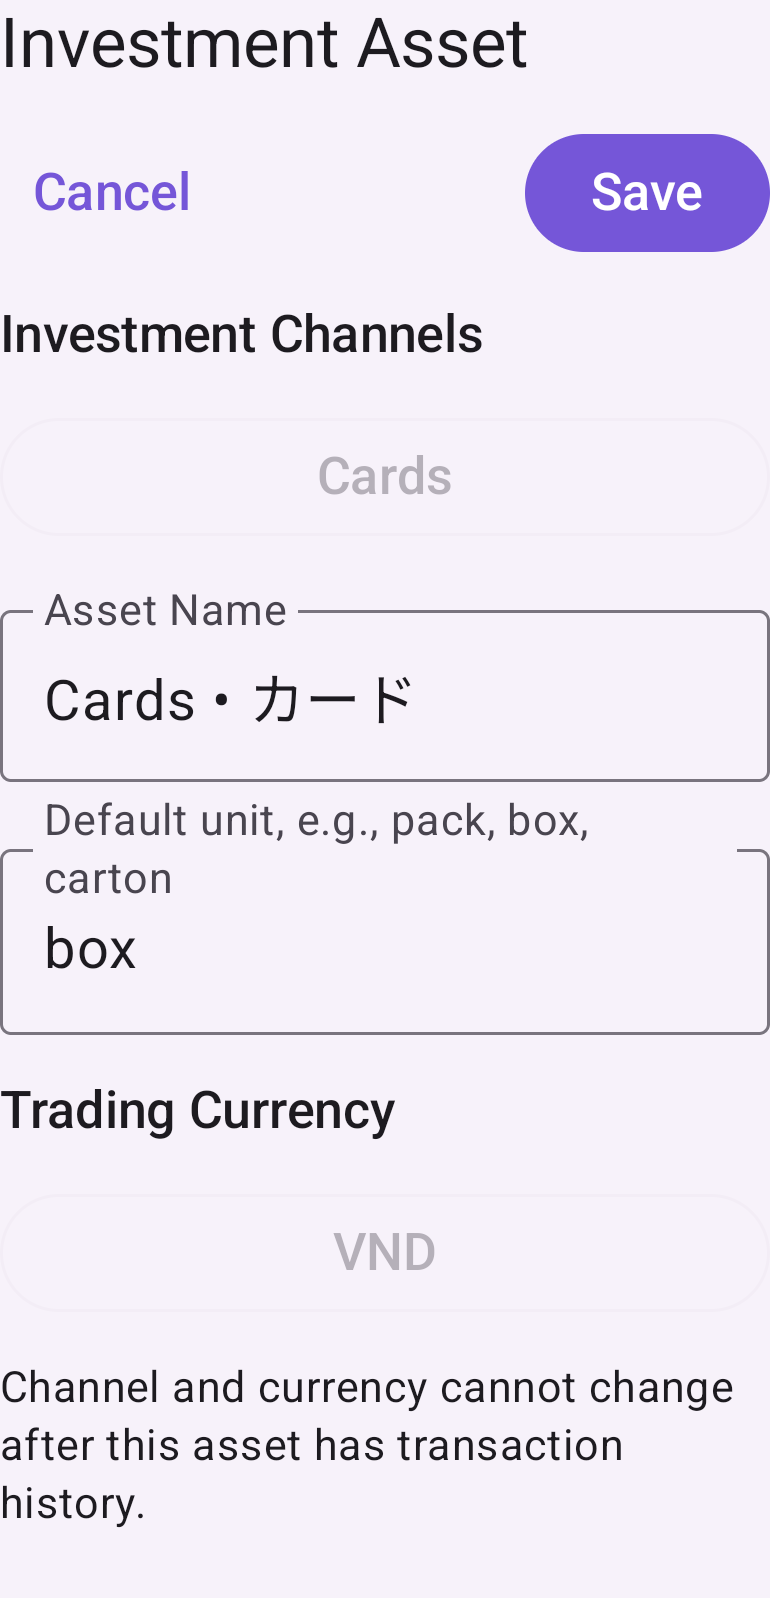 Investment Asset
Cancel
Save
Investment Channels
Cards
Asset Name
Cards • カード
Default unit, e.g., pack, box,
carton
box
Trading Currency
VND
Channel and currency cannot change
after this asset has transaction
history.